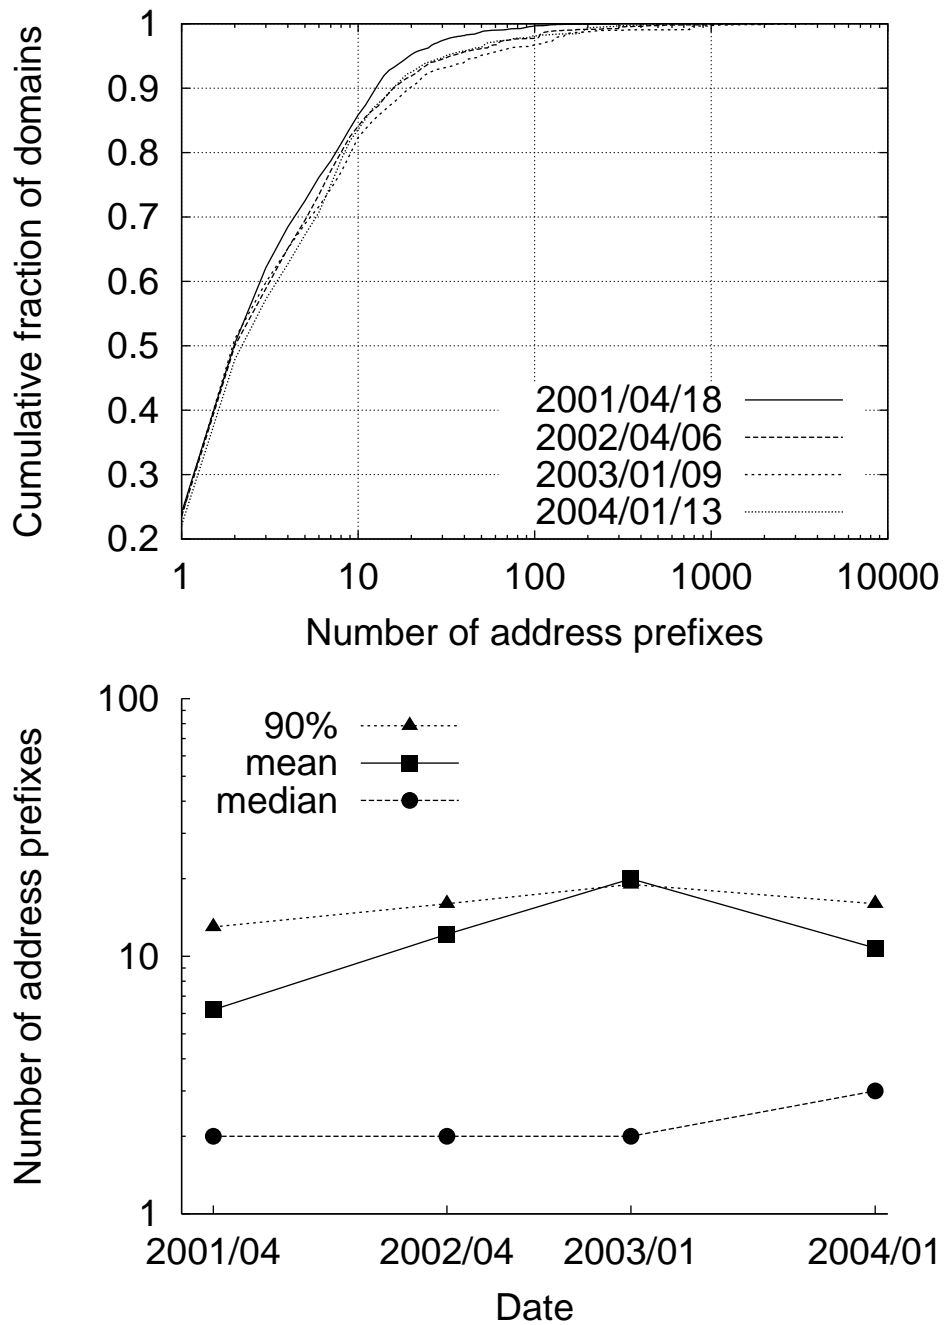 Cumulative fraction of domains
1
0.9
0.8
0.7
0.6
0.5
0.4
0.3
0.2
2001/04/18
2002/04/06
2003/01/09
2004/01/13
1 10 100 1000 10000
Number of address prefixes
Number of address prefixes
100
10
1
90%
mean
median
2001/04 2002/04 2003/01 2004/01
Date